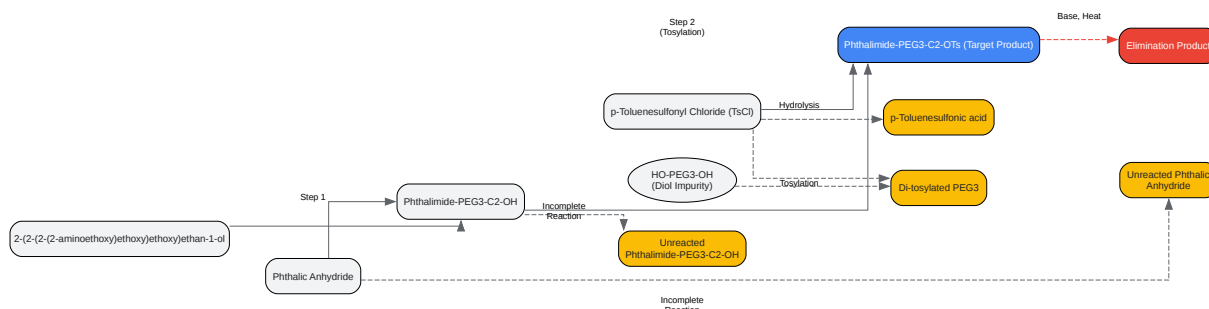 Step 2
(Tosylation)
Base, Heat
Phthalimide-PEG3-C2-OTs (Target Product)
Elimination Product
p-Toluenesulfonyl Chloride (TsCl)
Hydrolysis
p-Toluenesulfonic acid
HO-PEG3-OH
(Diol Impurity)
Tosylation
Di-tosylated PEG3
Unreacted Phthalic
Anhydride
Step 1
Phthalimide-PEG3-C2-OH
Incomplete
Reaction
2-(2-(2-(2-aminoethoxy)ethoxy)ethoxy)ethan-1-ol
Unreacted
Phthalimide-PEG3-C2-OH
Phthalic Anhydride
Incomplete
Reaction